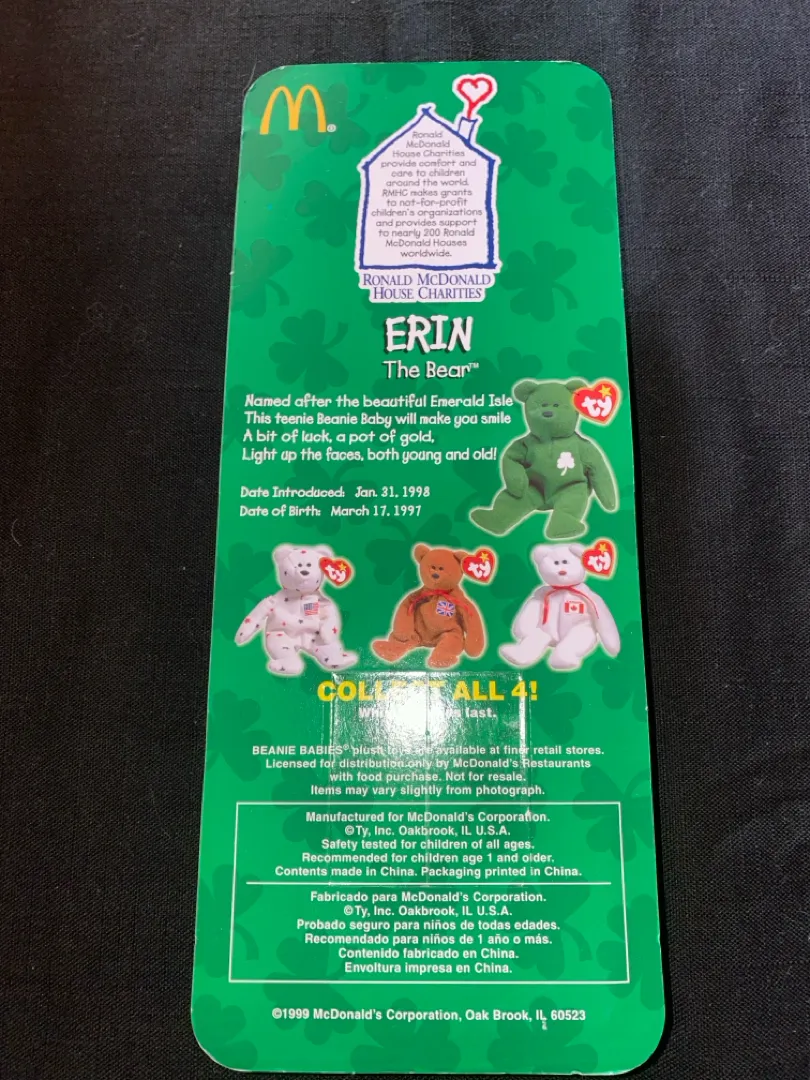 Ronald
McDonald
House Charities
provide comfort and
care to children
around the world.
RMHC makes grants
to not-for-profit
children's organizations
and provides support
to nearly 200 Ronald
McDonald Houses
worldwide.
RONALD MCDONALD
HOUSE CHARITIES
ERIN
The Bear™
Named after the beautiful Emerald Isle
This teenie Beanie Baby will make you smile
A bit of luck, a pot of gold,
Light up the faces, both young and old!
Date Introduced: Jan. 31, 1998
Date of Birth: March 17, 1997
ty
ty
ty
ty
COLLECT ALL 4!
last.
BEANIE BABIES® plush toys are available at finer retail stores.
Licensed for distribution only by McDonald's Restaurants
with food purchase. Not for resale.
Items may vary slightly from photograph.
Manufactured for McDonald's Corporation.
©Ty, Inc. Oakbrook, IL U.S.A.
Safety tested for children of all ages.
Recommended for children age 1 and older.
Contents made in China. Packaging printed in China.
Fabricado para McDonald's Corporation.
©Ty, Inc. Oakbrook, IL U.S.A.
Probado seguro para niños de todas edades.
Recomendado para niños de 1 año o más.
Contenido fabricado en China.
Envoltura impresa en China.
©1999 McDonald's Corporation, Oak Brook, IL 60523